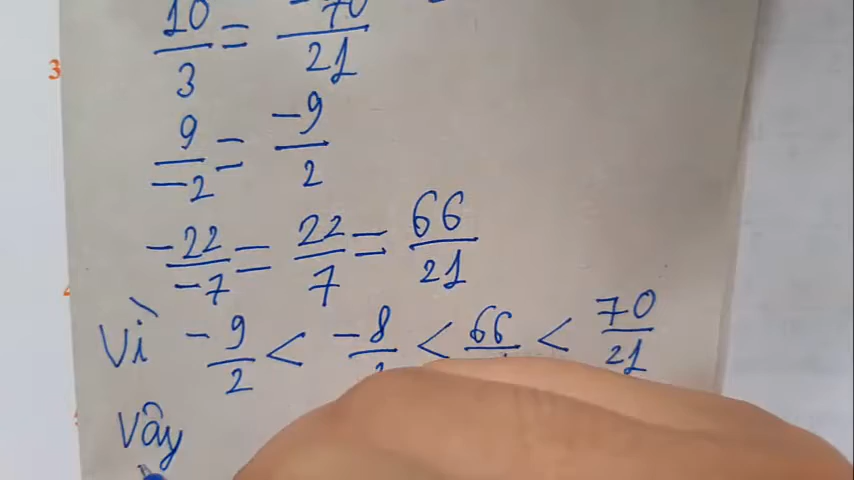 3
10/3 = -70/21
9/-2 = -9/2
-22/-7 = 22/7 = 66/21
Vì -9/2 < -8/ < 66/ < 70/21
Vậy